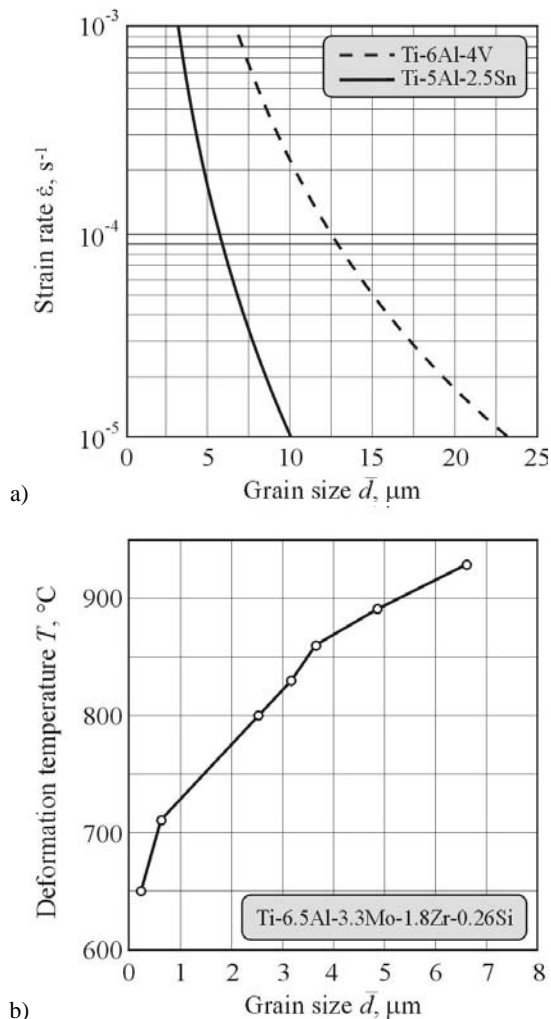 10⁻³
Ti-6Al-4V
Ti-5Al-2.5Sn
Strain rate ε̇, s⁻¹
10⁻⁴
10⁻⁵
0 5 10 15 20 25
Grain size d̄, μm
a)
900
800
700
600
Deformation temperature T, °C
Ti-6.5Al-3.3Mo-1.8Zr-0.26Si
0 1 2 3 4 5 6 7 8
Grain size d̄, μm
b)